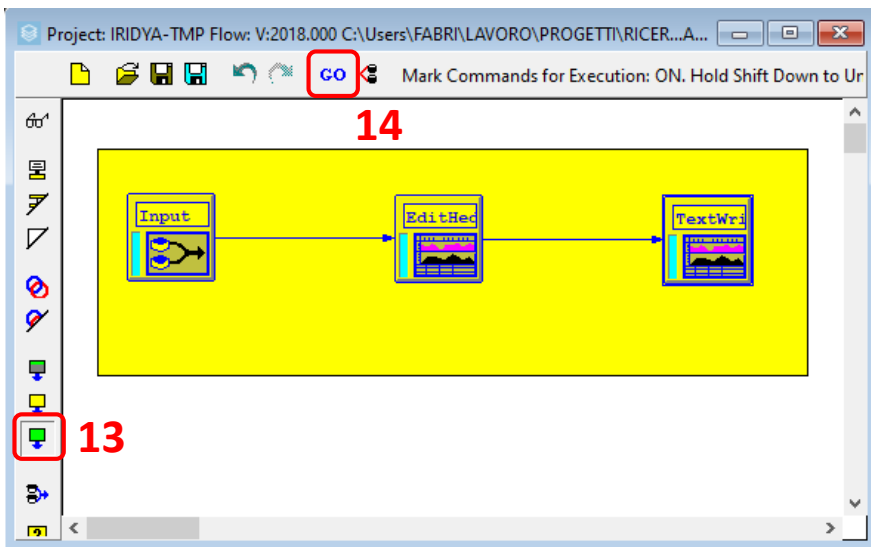 Project: IRIDYA-TMP Flow: V:2018.000 C:\Users\FABRI\LAVORO\PROGETTI\RICER...A...
GO Mark Commands for Execution: ON. Hold Shift Down to Ur
14
Input
EditHed
TextWri
13